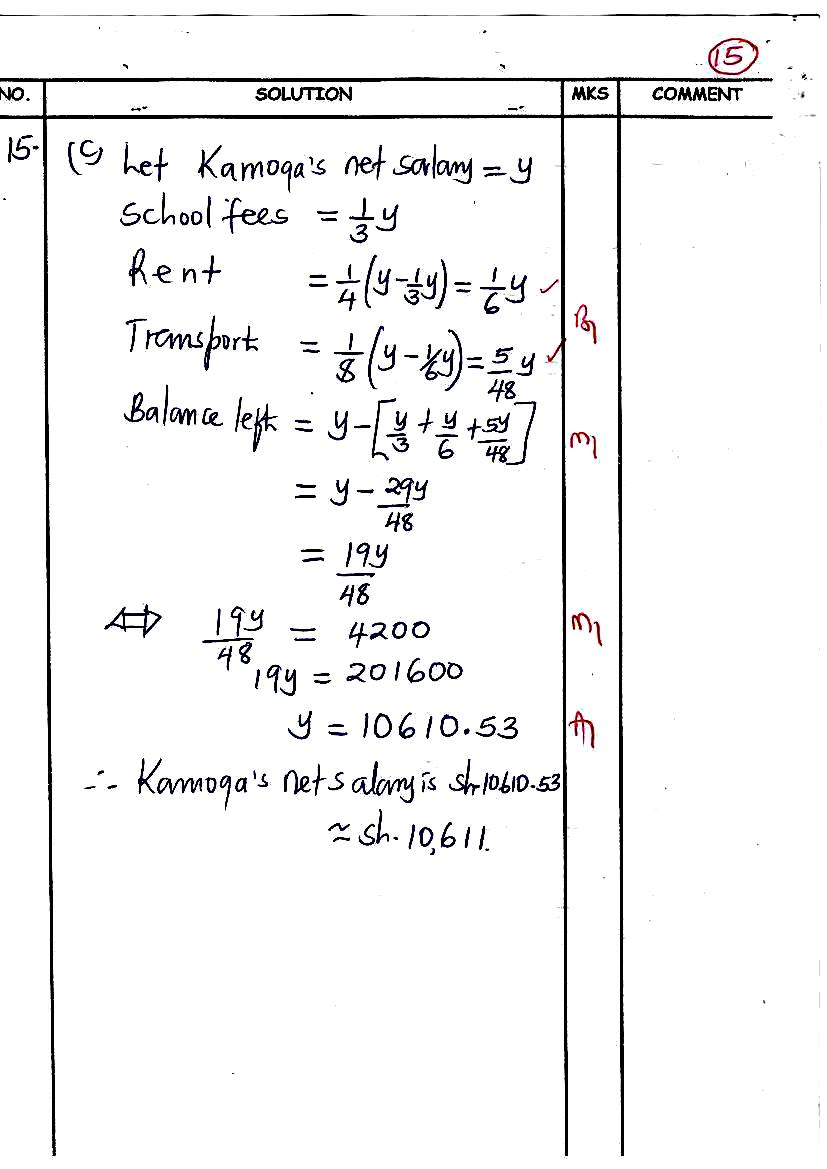 15
NO. SOLUTION MKS COMMENT
15. (c) Let Kamoga's net salary = y
School fees = 1/3 y
Rent = 1/4 (y - 1/3 y) = 1/6 y ✓
B1
Transport = 1/8 (y - 1/6 y) = 5/48 y ✓
Balance left = y - [y/3 + y/6 + 5y/48] M1
= y - 29y/48
= 19y/48
⇔ 19y/48 = 4200 M1
19y = 201600
y = 10610.53 A1
∴ Kamoga's net salary is sh 10610.53
≈ sh. 10,611.